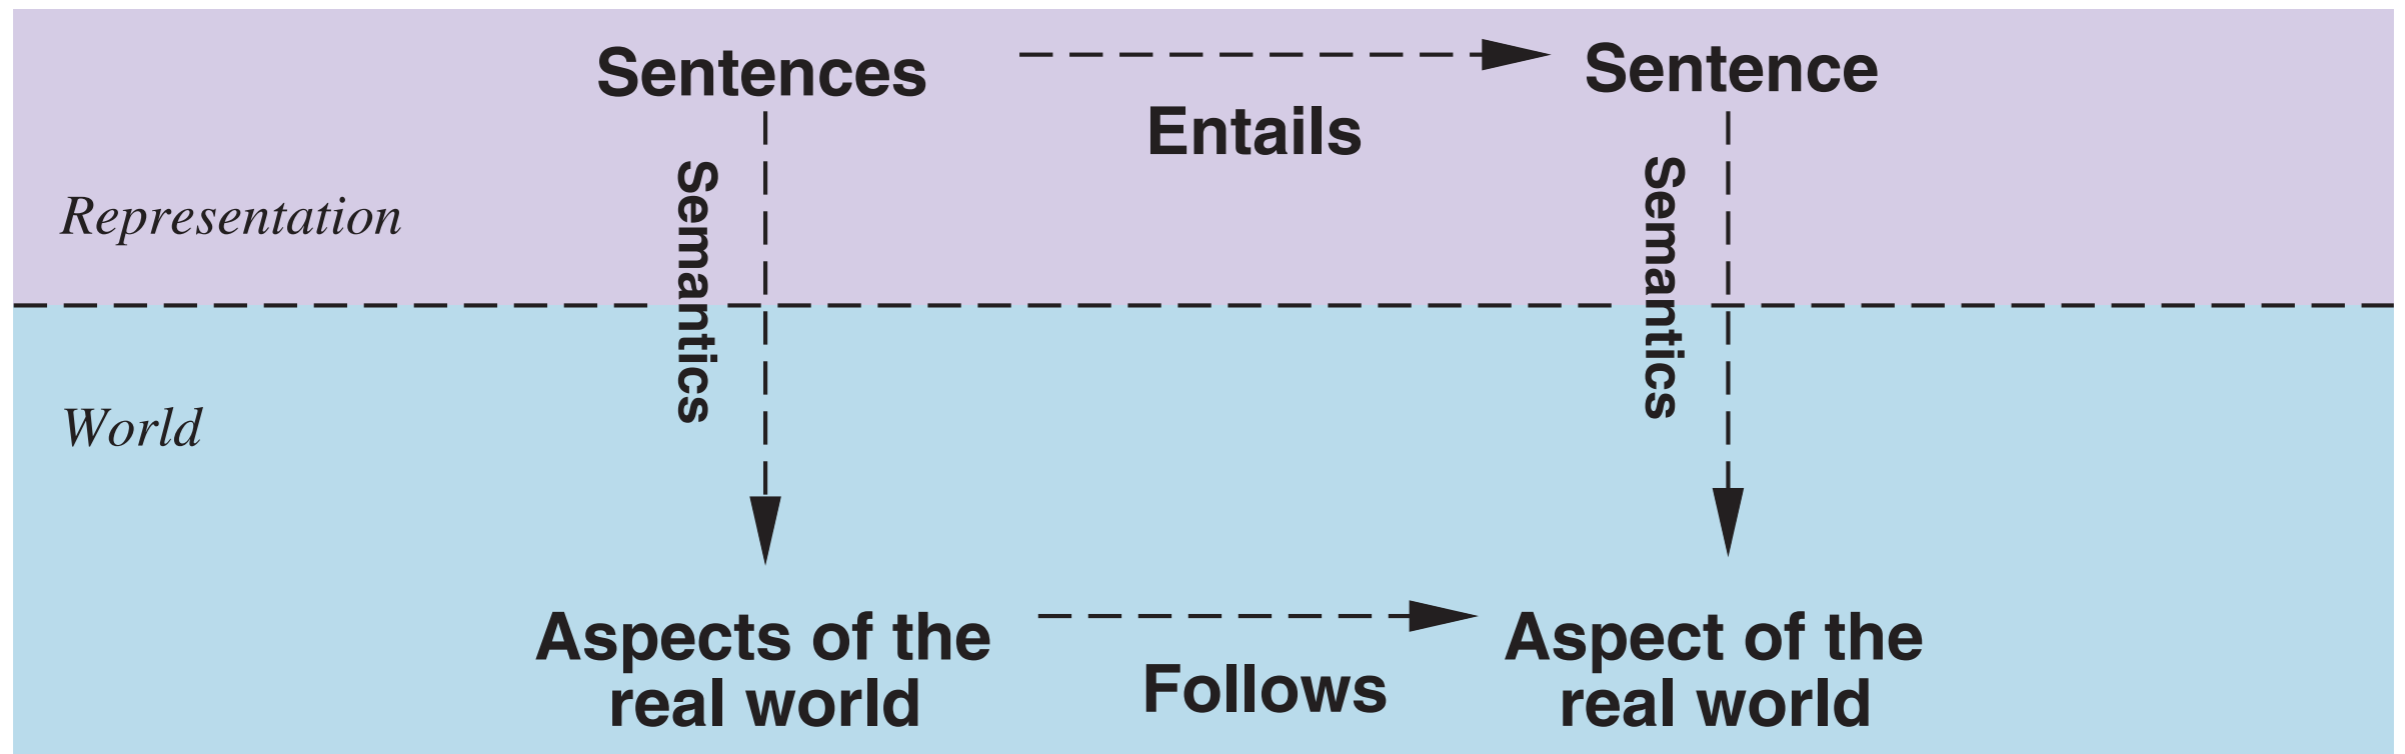 Sentences
Sentence
Entails
Semantics
Semantics
Representation
World
Aspects of the
real world
Follows
Aspect of the
real world